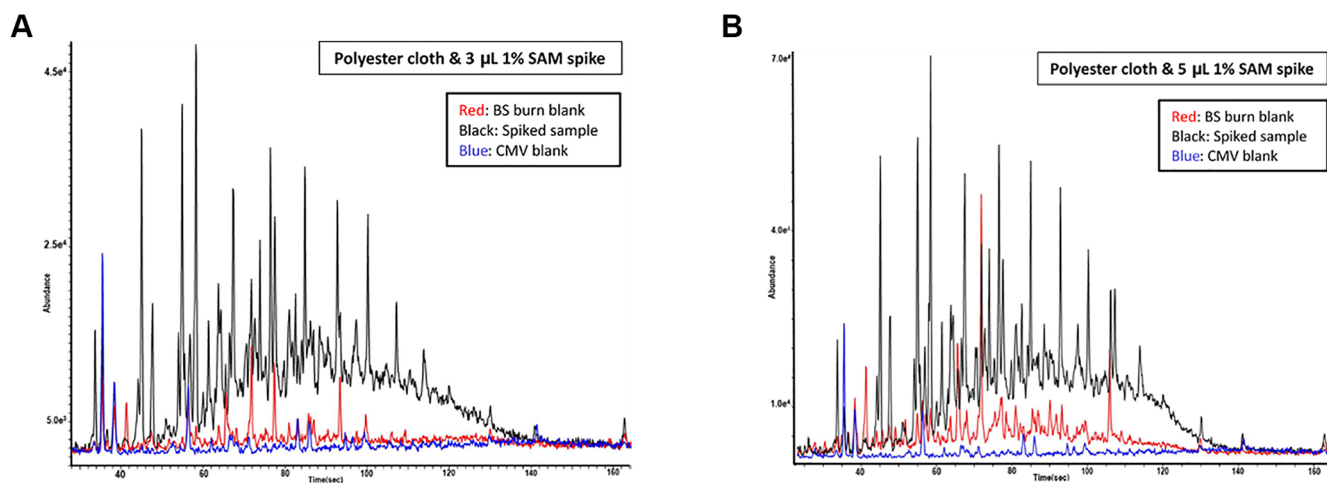 A
Polyester cloth & 3 µL 1% SAM spike
Red: BS burn blank
Black: Spiked sample
Blue: CMV blank
4.5e⁴
2.5e⁴
5.0e³
Abundance
40 60 80 100 120 140 160
Time(sec)
B
Polyester cloth & 5 µL 1% SAM spike
Red: BS burn blank
Black: Spiked sample
Blue: CMV blank
7.0e⁴
4.0e⁴
1.0e⁴
Abundance
40 60 80 100 120 140 160
Time(sec)